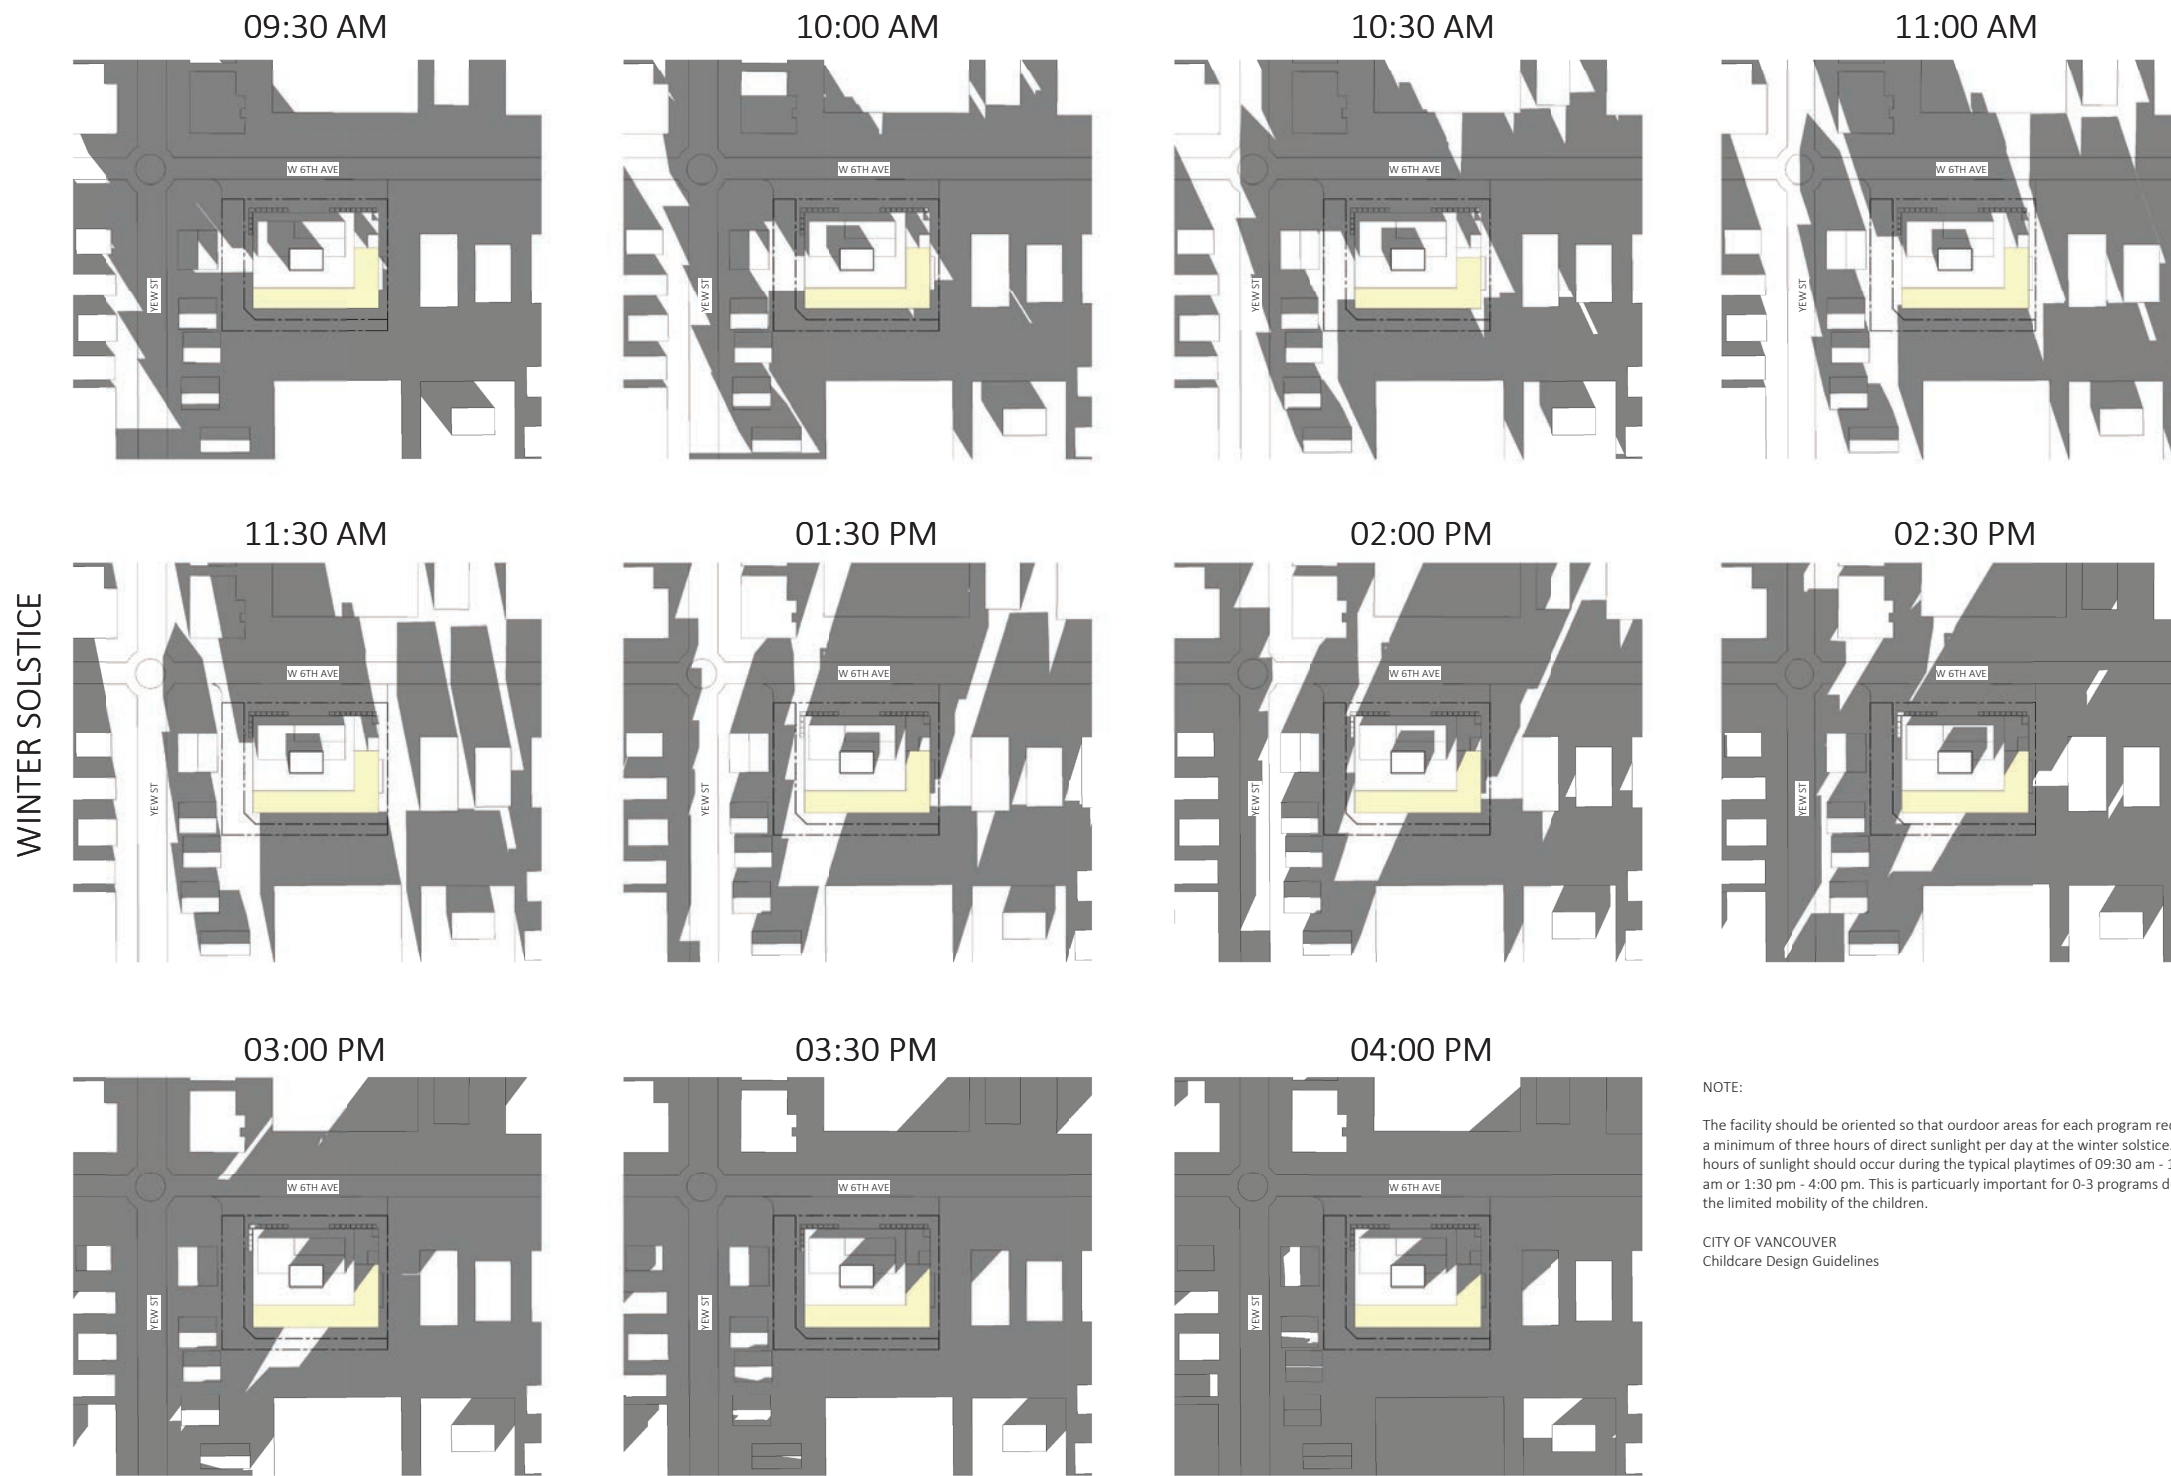 09:30 AM
10:00 AM
10:30 AM
11:00 AM
W 6TH AVE
W 6TH AVE
W 6TH AVE
W 6TH AVE
YEW ST
YEW ST
YEW ST
YEW ST
WINTER SOLSTICE
11:30 AM
01:30 PM
02:00 PM
02:30 PM
W 6TH AVE
W 6TH AVE
W 6TH AVE
W 6TH AVE
YEW ST
YEW ST
YEW ST
YEW ST
03:00 PM
03:30 PM
04:00 PM
W 6TH AVE
W 6TH AVE
W 6TH AVE
YEW ST
YEW ST
YEW ST
NOTE:
The facility should be oriented so that ourdoor areas for each program
a minimum of three hours of direct sunlight per day at the winter solstice
hours of sunlight should occur during the typical playtimes of 09:30 am -
am or 1:30 pm - 4:00 pm. This is particuarly important for 0-3 programs
the limited mobility of the children.
CITY OF VANCOUVER
Childcare Design Guidelines